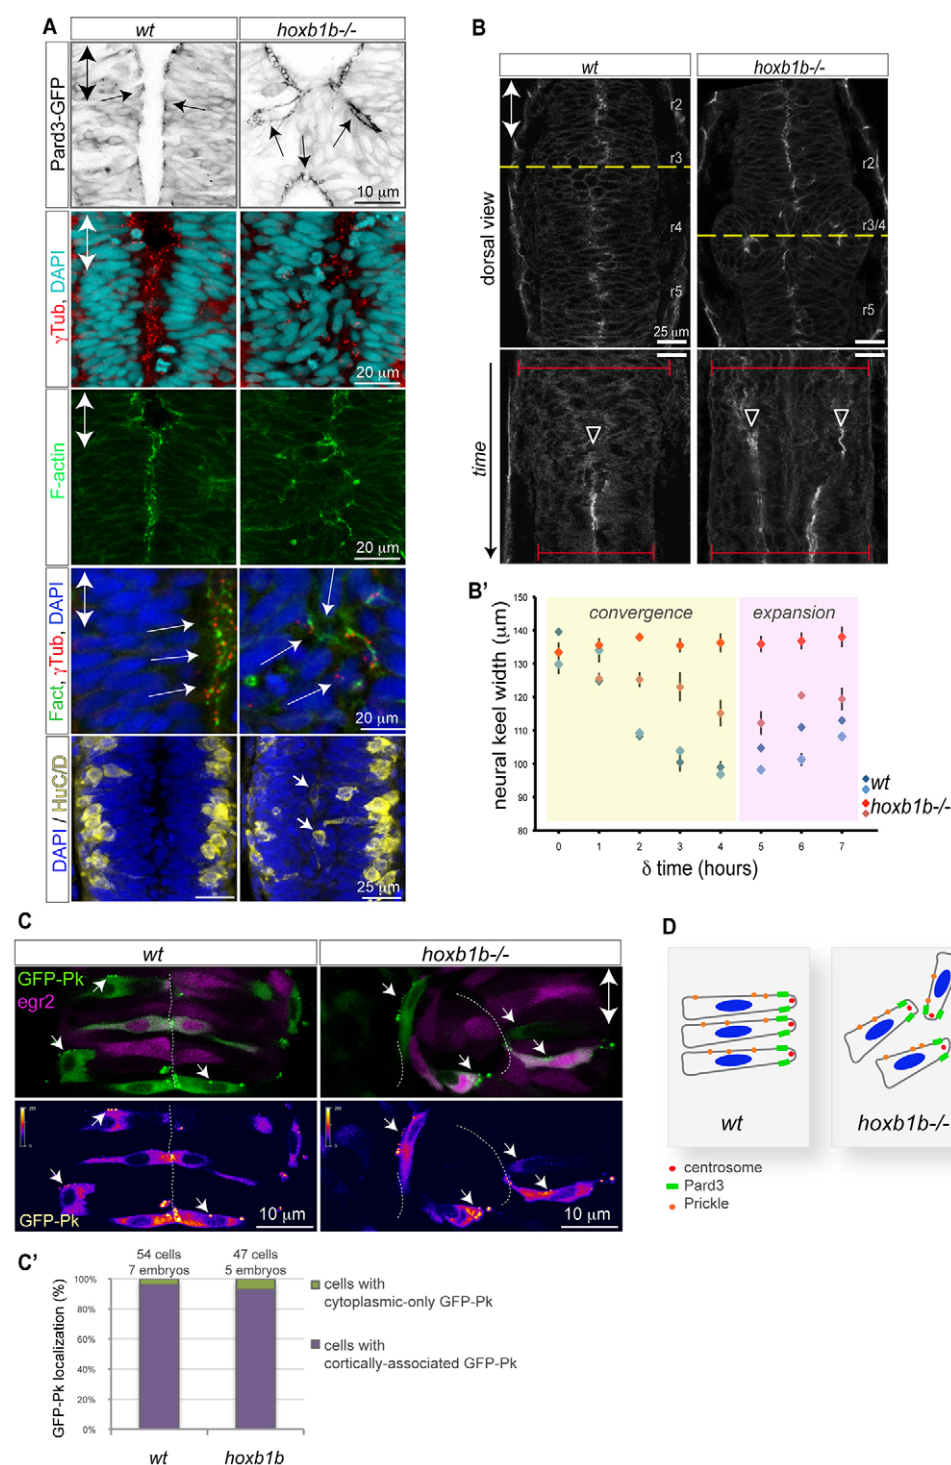 A
wt
hoxb1b-/-
Pard3-GFP
10 µm
γTub, DAPI
20 µm
F-actin
20 µm
Fact, γTub, DAPI
20 µm
DAPI / HuC/D
25 µm
B
wt
hoxb1b-/-
dorsal view
r2
r3
r4
r5
25 µm
r2
r3/4
r5
time
B'
neural keel width (µm)
150
140
130
120
110
100
90
80
convergence
expansion
0 1 2 3 4 5 6 7
δ time (hours)
wt
hoxb1b-/-
C
wt
hoxb1b-/-
GFP-Pk
egr2
GFP-Pk
10 µm
10 µm
C'
GFP-Pk localization (%)
54 cells
7 embryos
47 cells
5 embryos
100%
80%
60%
40%
20%
0%
wt
hoxb1b
cells with
cytoplasmic-only GFP-Pk
cells with
cortically-associated GFP-Pk
D
wt
hoxb1b-/-
centrosome
Pard3
Prickle